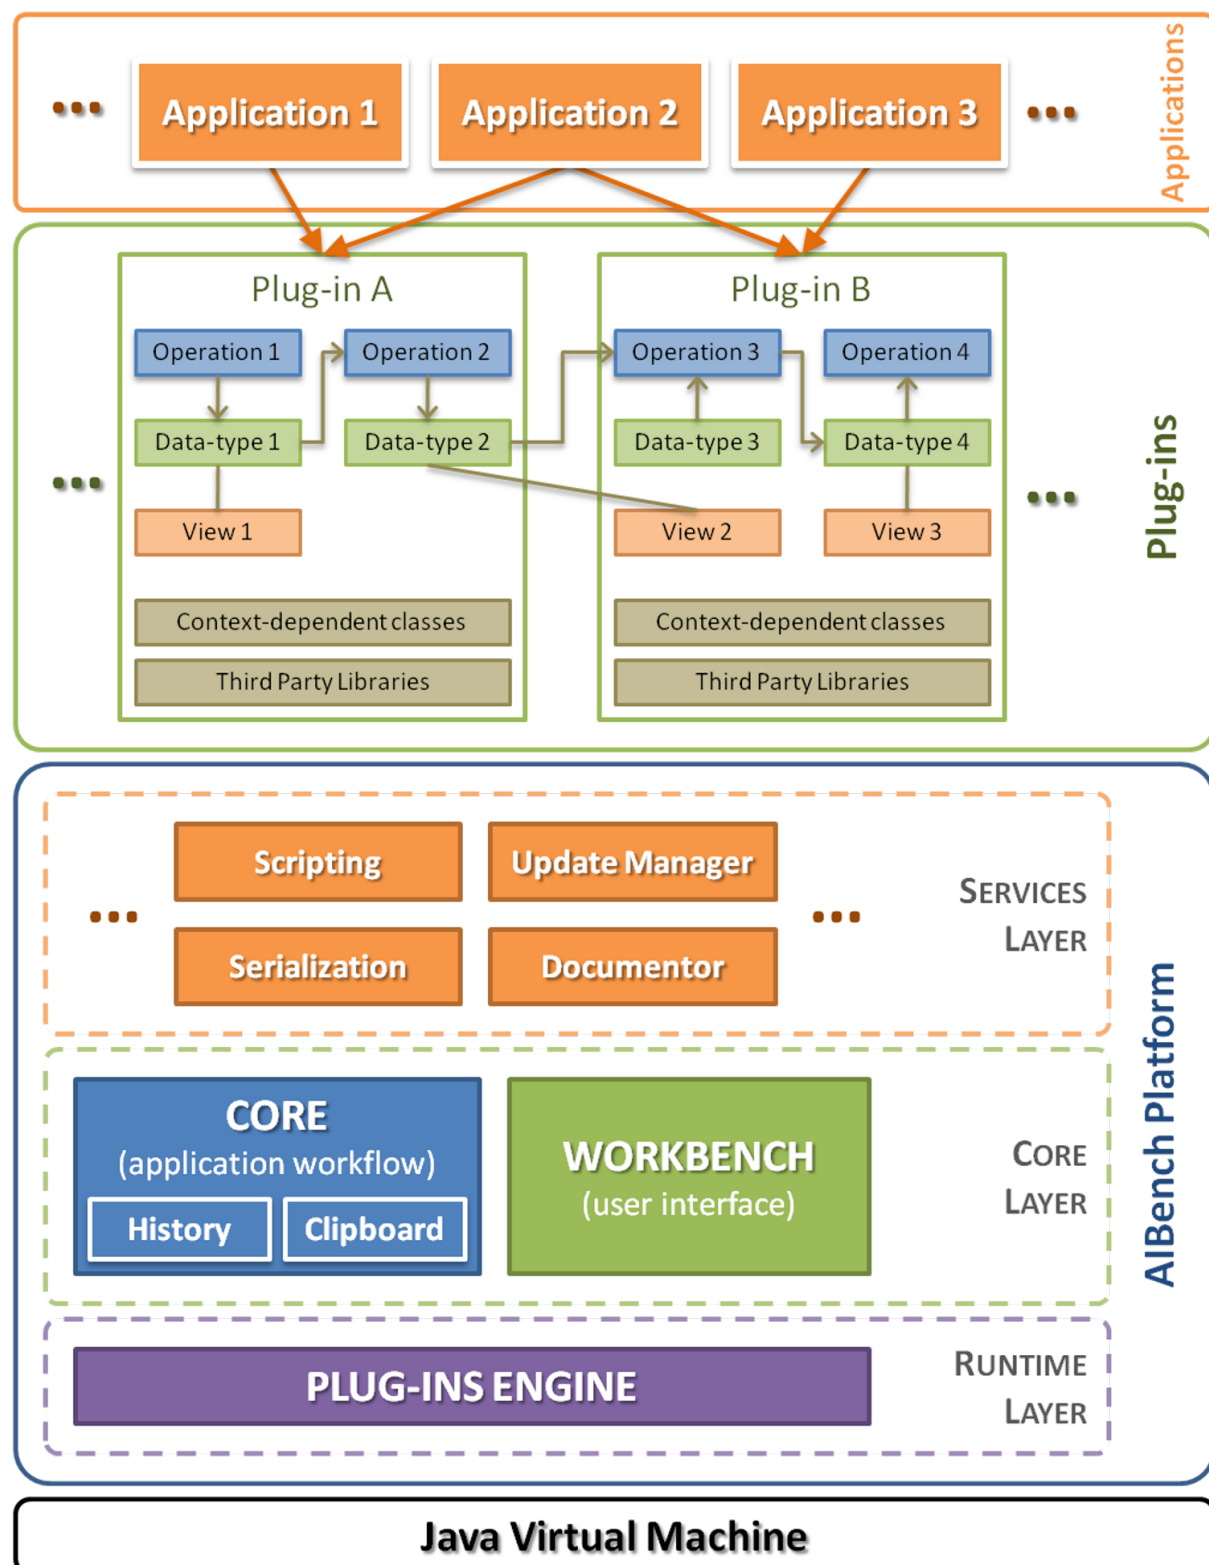 Application 1
Application 2
Application 3
Applications
Plug-in A
Plug-in B
Operation 1
Operation 2
Operation 3
Operation 4
Data-type 1
Data-type 2
Data-type 3
Data-type 4
View 1
View 2
View 3
Context-dependent classes
Context-dependent classes
Third Party Libraries
Third Party Libraries
Plug-ins
Scripting
Update Manager
Serialization
Documentor
SERVICES
LAYER
CORE
(application workflow)
History
Clipboard
WORKBENCH
(user interface)
CORE
LAYER
PLUG-INS ENGINE
RUNTIME
LAYER
AIBench Platform
Java Virtual Machine